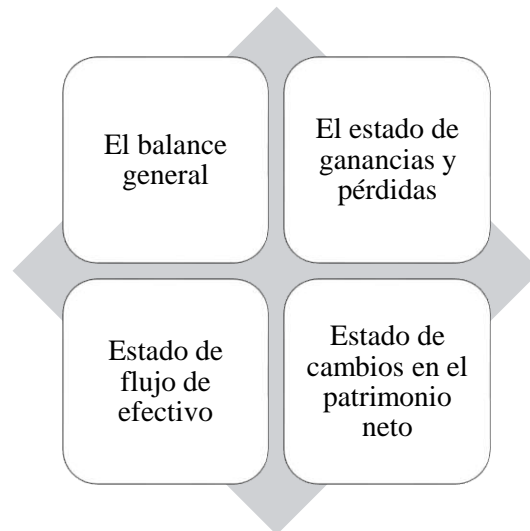 El balance
general
El estado de
ganancias y
pérdidas
Estado de
flujo de
efectivo
Estado de
cambios en el
patrimonio
neto